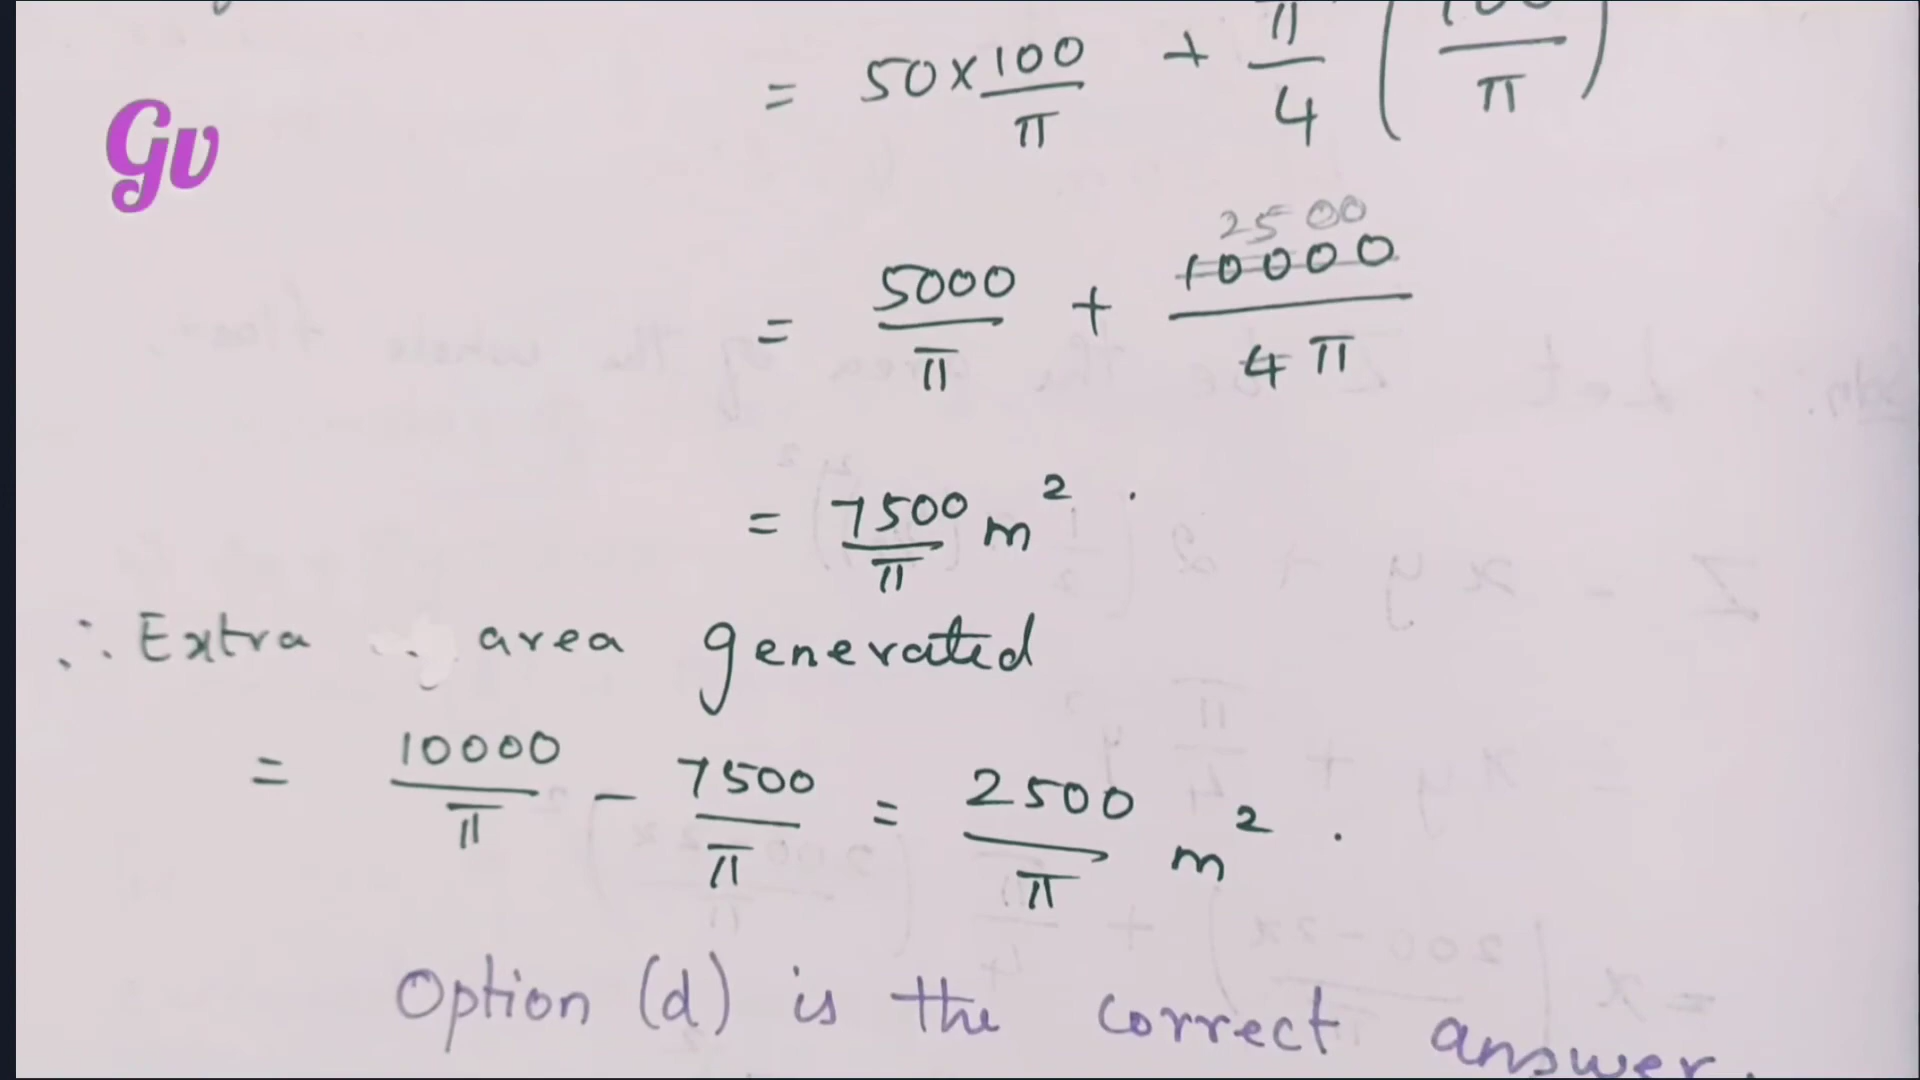 = 50 × 100/π + π/4 (100/π)
Gv
2500
= 5000/π + 10000/4π
= 7500/π m².
∴ Extra area generated
= 10000/π − 7500/π = 2500/π m².
Option (d) is the correct answer.